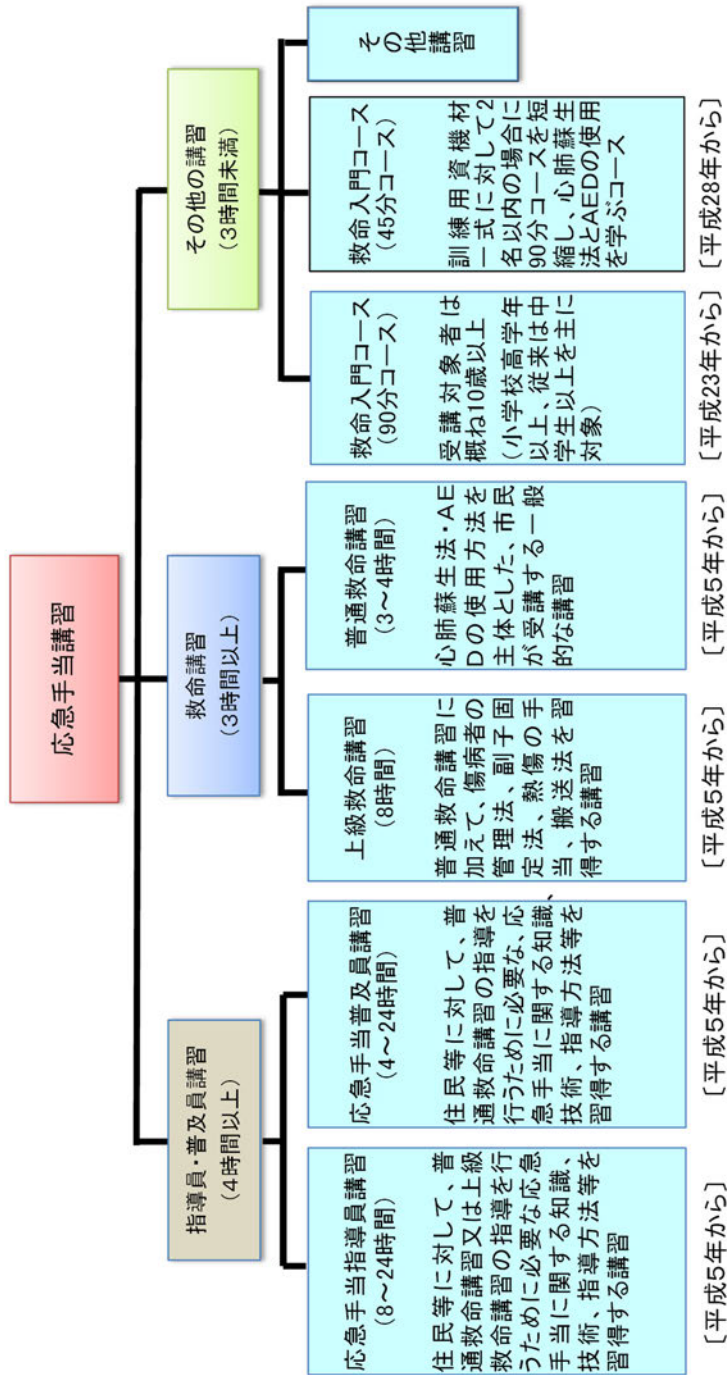 応急手当講習
指導員・普及員講習
(4時間以上)
救命講習
(3時間以上)
その他の講習
(3時間未満)
応急手当指導員講習
(8～24時間)
住民等に対して、普
通救命講習又は上級
救命講習の指導を行
うために必要な応急
手当に関する知識、
技術、指導方法等を
習得する講習
〔平成5年から〕
応急手当普及員講習
(4～24時間)
住民等に対して、普
通救命講習の指導を
行うために必要な、応
急手当に関する知識、
技術、指導方法等を
習得する講習
〔平成5年から〕
上級救命講習
(8時間)
普通救命講習に
加えて、傷病者の
管理法、副子固
定法、熱傷の手
当、搬送法を習
得する講習
〔平成5年から〕
普通救命講習
(3～4時間)
心肺蘇生法・AE
Dの使用方法を
主体とした、市民
が受講する一般
的な講習
〔平成5年から〕
救命入門コース
(90分コース)
受講対象者は
概ね10歳以上
(小学校高学年
以上、従来は中
学生以上を主に
対象)
〔平成23年から〕
救命入門コース
(45分コース)
訓練用資機材
一式に対して2
名以内の場合に
90分コースを短
縮し、心肺蘇生
法とAEDの使用
を学ぶコース
〔平成28年から〕
その他
講習